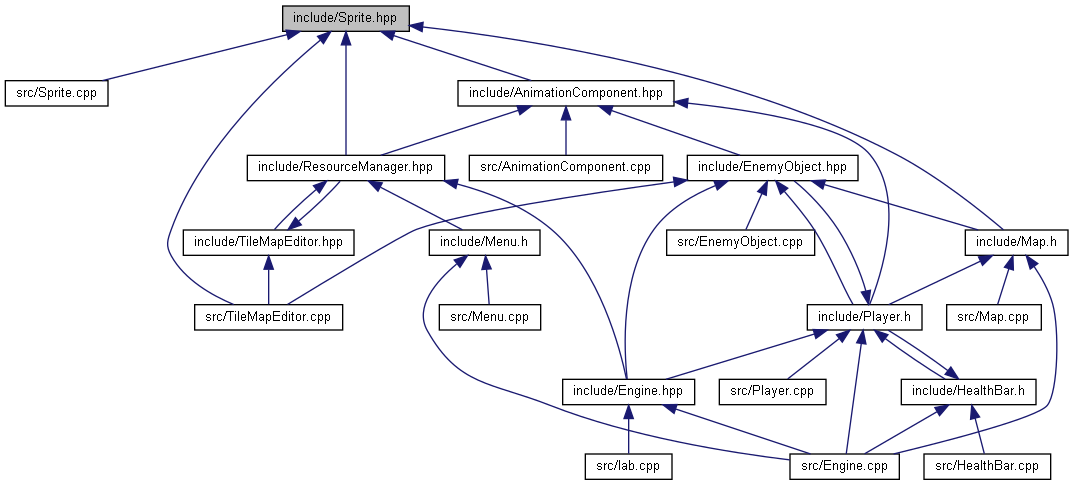 include/Sprite.hpp
src/Sprite.cpp
include/AnimationComponent.hpp
include/ResourceManager.hpp
src/AnimationComponent.cpp
include/EnemyObject.hpp
include/TileMapEditor.hpp
include/Menu.h
src/EnemyObject.cpp
include/Map.h
src/TileMapEditor.cpp
src/Menu.cpp
include/Player.h
src/Map.cpp
include/Engine.hpp
src/Player.cpp
include/HealthBar.h
src/lab.cpp
src/Engine.cpp
src/HealthBar.cpp